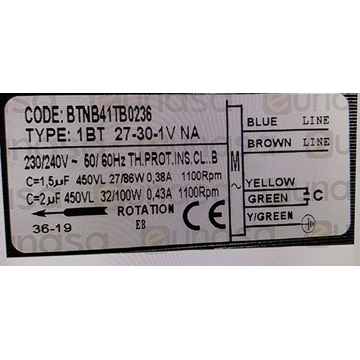 CODE: BTNB41TB0236
TYPE: 1BT 27-30-1V NA
230/240V~ 50/60Hz TH.PROT.INS.CL..B
C=1,5µF 450VL 27/86W 0,38A 1100Rpm
C=2µF 450VL 32/100W 0,43A 1100Rpm
ROTATION
EB
36-19
CE
M
~
BLUE LINE
BROWN LINE
YELLOW
GREEN
C
Y/GREEN
eunasa